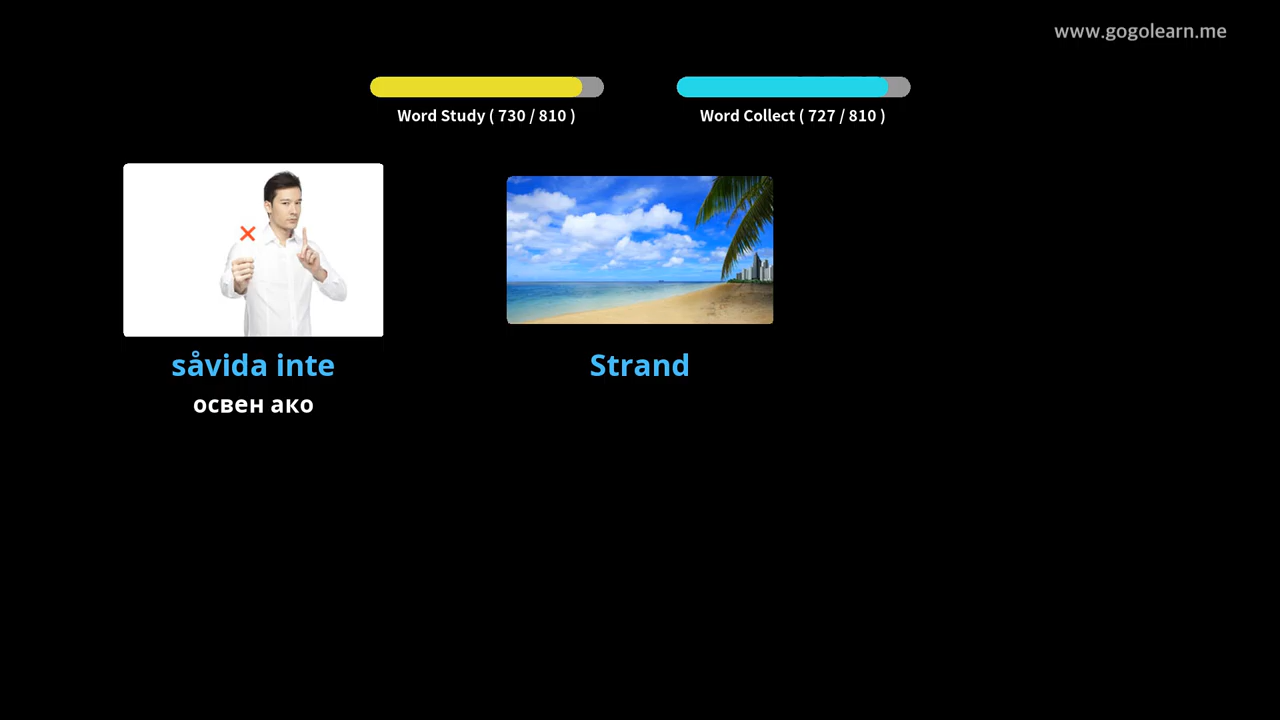 www.gogolearn.me
Word Study ( 730 / 810 )
Word Collect ( 727 / 810 )
såvida inte
освен ако
Strand